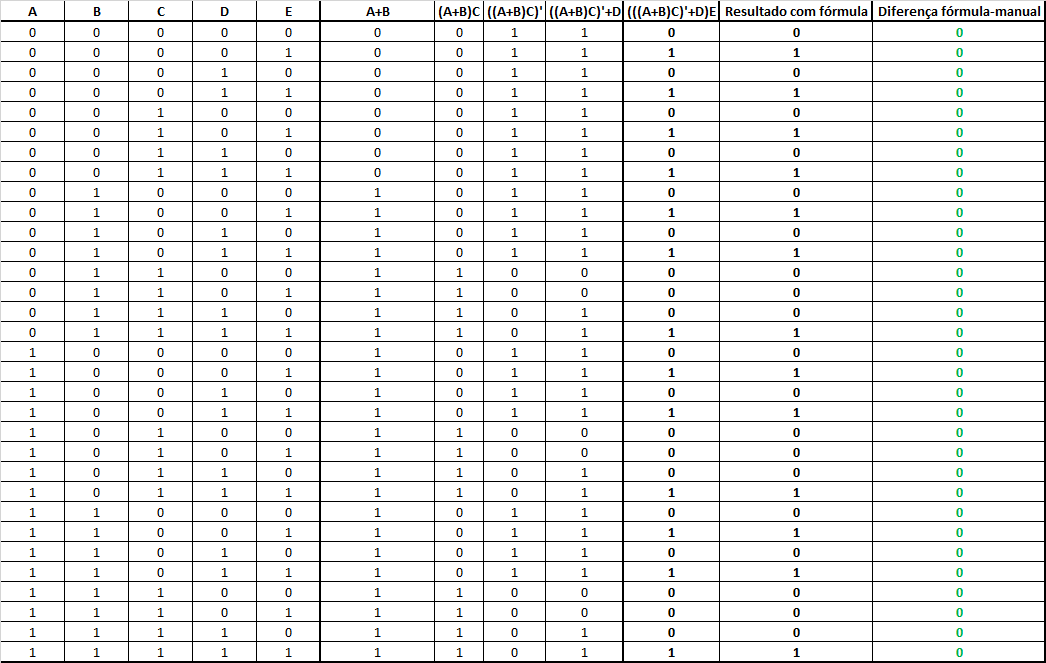 A B C D E A+B (A+B)C ((A+B)C)' ((A+B)C)'+D (((A+B)C)'+D)E Resultado com fórmula Diferença fórmula-manual
0 0 0 0 0 0 0 1 1 0 0 0
0 0 0 0 1 0 0 1 1 1 1 0
0 0 0 1 0 0 0 1 1 0 0 0
0 0 0 1 1 0 0 1 1 1 1 0
0 0 1 0 0 0 0 1 1 0 0 0
0 0 1 0 1 0 0 1 1 1 1 0
0 0 1 1 0 0 0 1 1 0 0 0
0 0 1 1 1 0 0 1 1 1 1 0
0 1 0 0 0 1 0 1 1 0 0 0
0 1 0 0 1 1 0 1 1 1 1 0
0 1 0 1 0 1 0 1 1 0 0 0
0 1 0 1 1 1 0 1 1 1 1 0
0 1 1 0 0 1 1 0 0 0 0 0
0 1 1 0 1 1 1 0 0 0 0 0
0 1 1 1 0 1 1 0 1 0 0 0
0 1 1 1 1 1 1 0 1 1 1 0
1 0 0 0 0 1 0 1 1 0 0 0
1 0 0 0 1 1 0 1 1 1 1 0
1 0 0 1 0 1 0 1 1 0 0 0
1 0 0 1 1 1 0 1 1 1 1 0
1 0 1 0 0 1 1 0 0 0 0 0
1 0 1 0 1 1 1 0 0 0 0 0
1 0 1 1 0 1 1 0 1 0 0 0
1 0 1 1 1 1 1 0 1 1 1 0
1 1 0 0 0 1 0 1 1 0 0 0
1 1 0 0 1 1 0 1 1 1 1 0
1 1 0 1 0 1 0 1 1 0 0 0
1 1 0 1 1 1 0 1 1 1 1 0
1 1 1 0 0 1 1 0 0 0 0 0
1 1 1 0 1 1 1 0 0 0 0 0
1 1 1 1 0 1 1 0 1 0 0 0
1 1 1 1 1 1 1 0 1 1 1 0